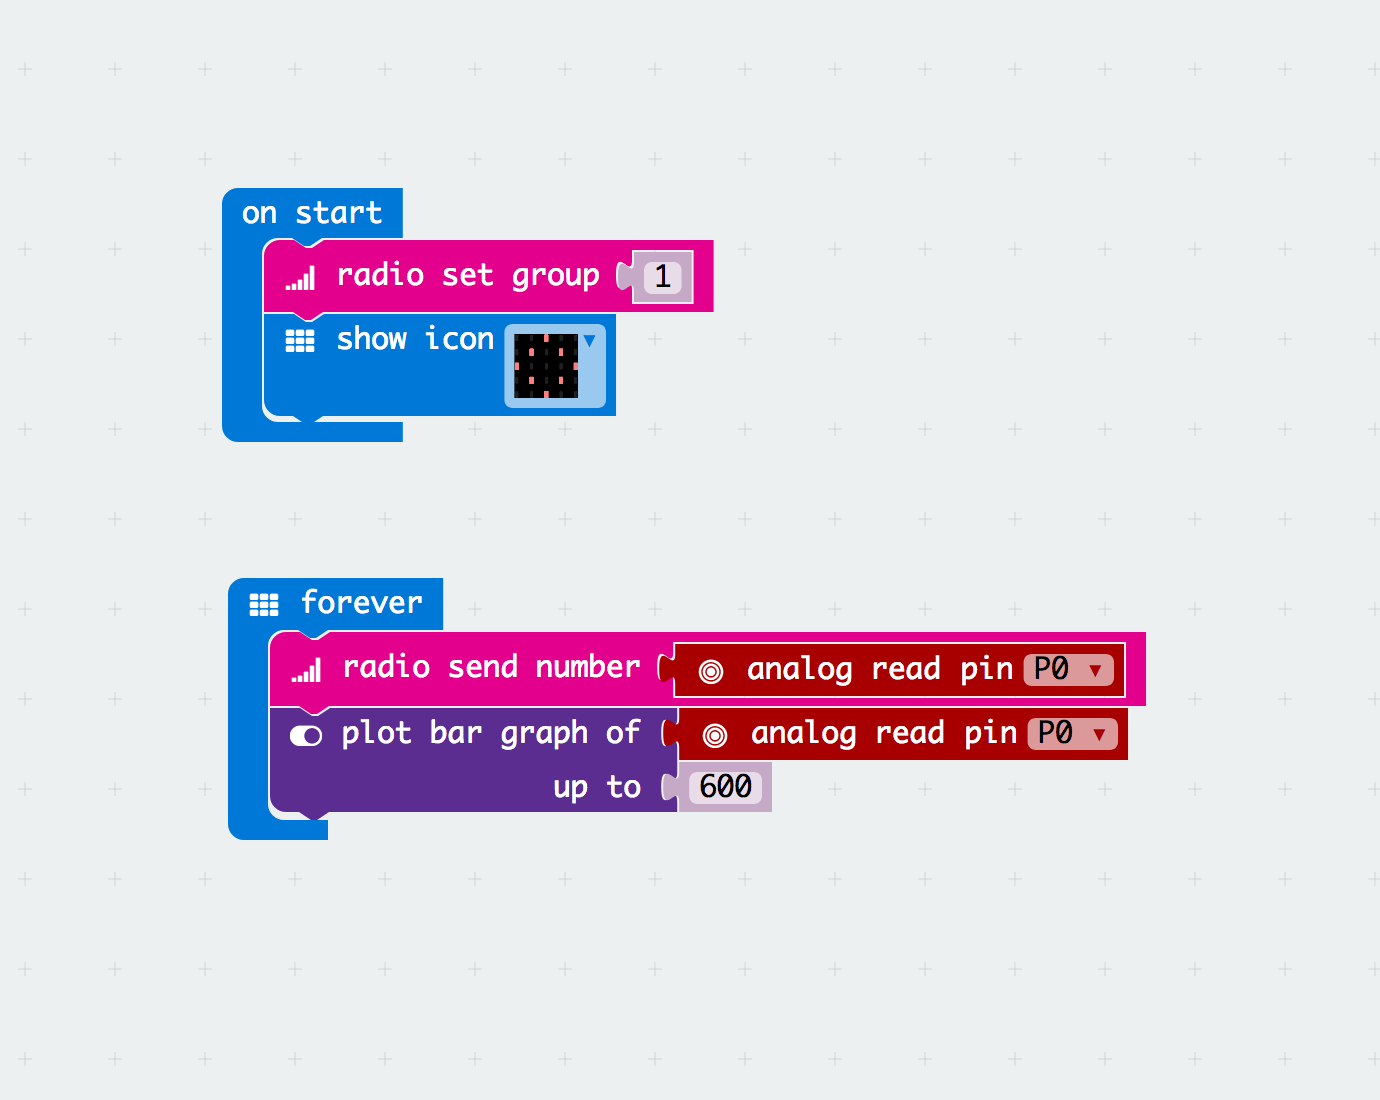 on start
radio set group 1
show icon
forever
radio send number analog read pin P0
plot bar graph of analog read pin P0
up to 600